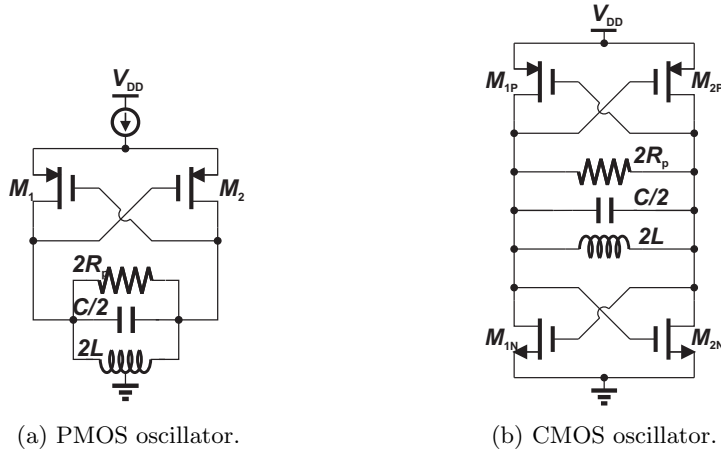 V_DD
M_1P
M_2P
V_DD
M_1
M_2
2R_p
C/2
2L
2R_p
C/2
2L
M_1N
M_2N
(a) PMOS oscillator.
(b) CMOS oscillator.